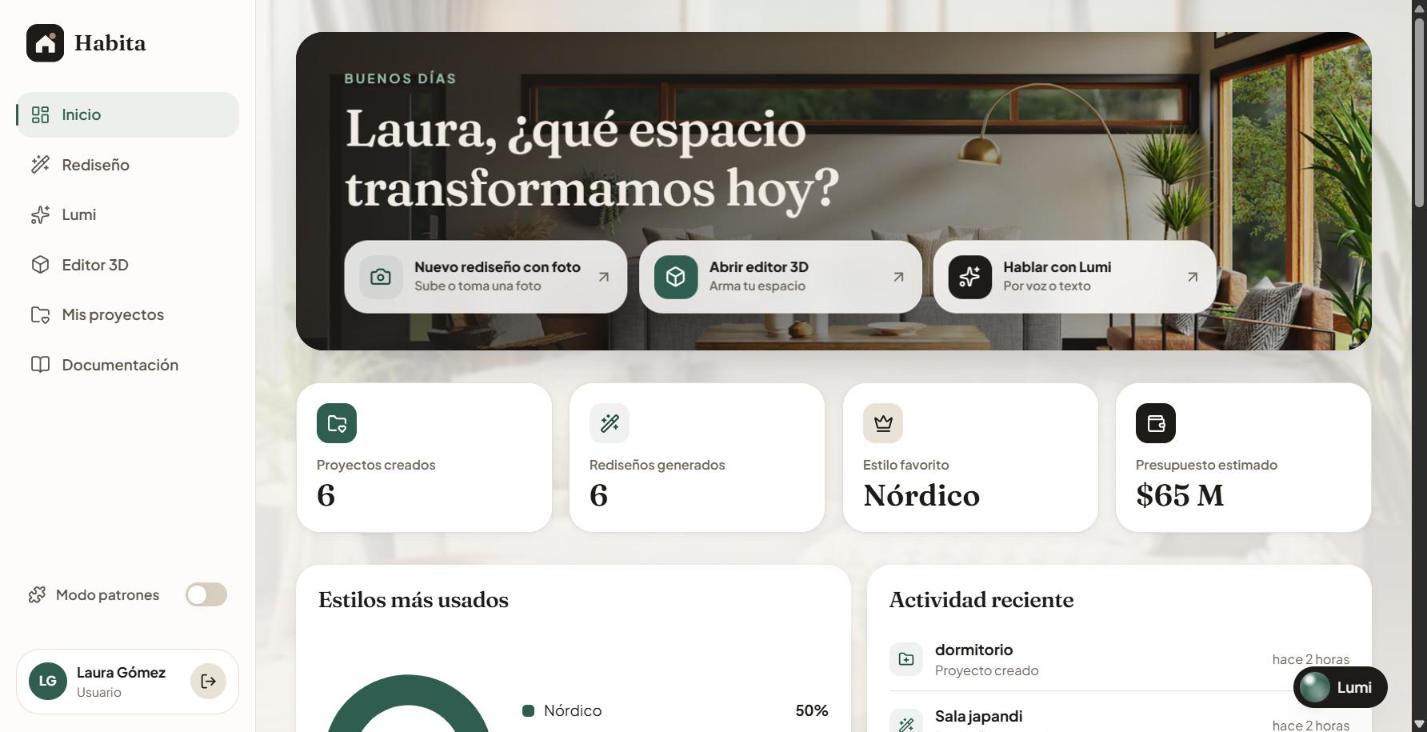 Habita
Inicio
Rediseño
Lumi
Editor 3D
Mis proyectos
Documentación
Modo patrones
LG
Laura Gómez
Usuario
BUENOS DÍAS
Laura, ¿qué espacio
transformamos hoy?
Nuevo rediseño con foto
Sube o toma una foto
Abrir editor 3D
Arma tu espacio
Hablar con Lumi
Por voz o texto
Proyectos creados
6
Rediseños generados
6
Estilo favorito
Nórdico
Presupuesto estimado
$65 M
Estilos más usados
Nórdico 50%
Actividad reciente
dormitorio
Proyecto creado
hace 2 horas
Sala japandi
hace 2 horas
Lumi